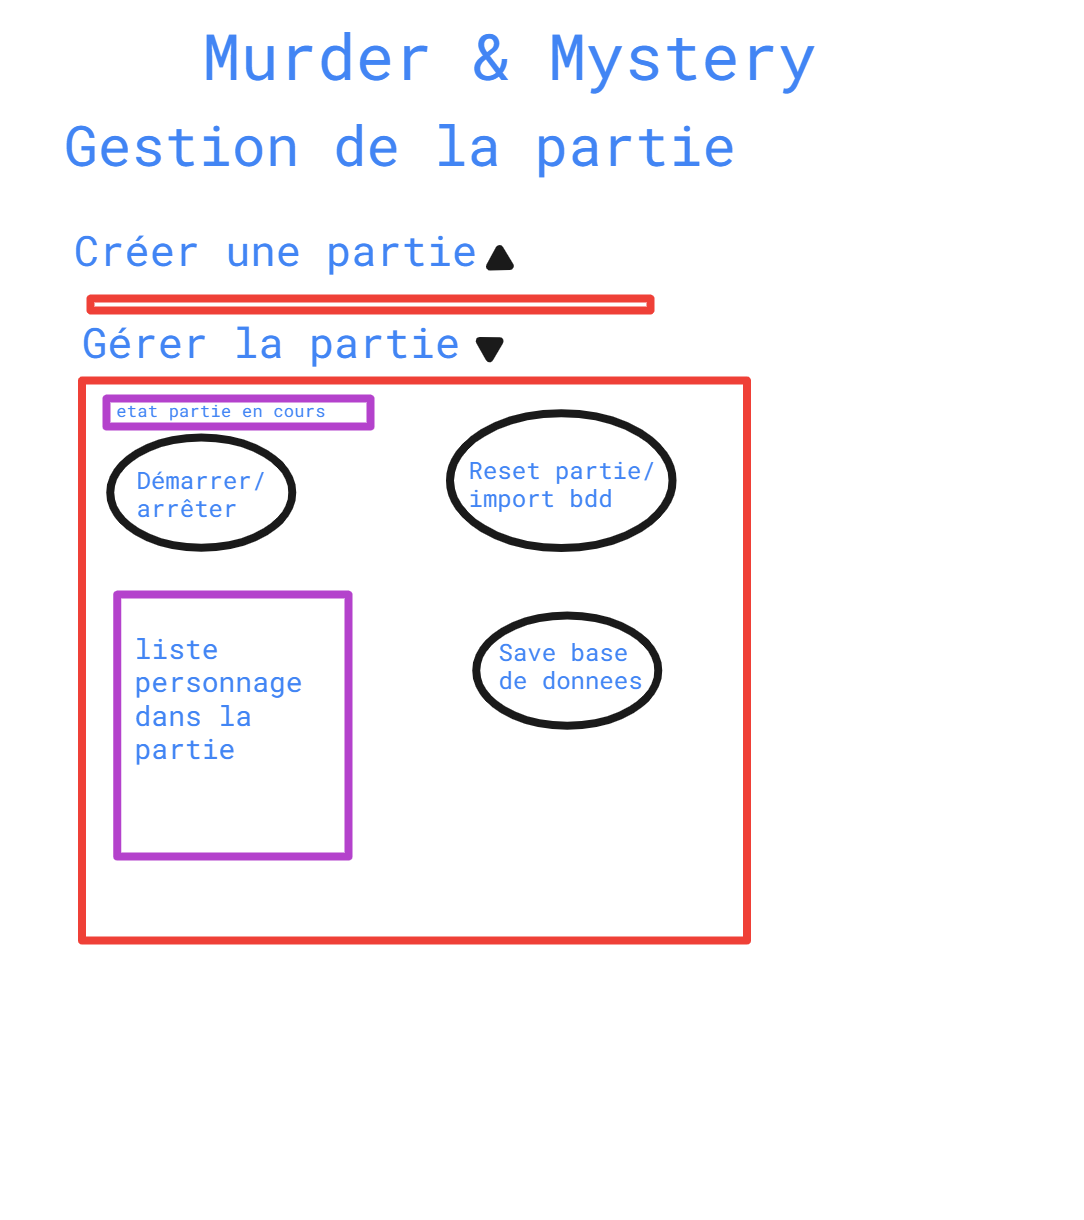 Murder & Mystery
Gestion de la partie
Créer une partie
Gérer la partie
etat partie en cours
Démarrer/
arrêter
Reset partie/
import bdd
liste
personnage
dans la
partie
Save base
de donnees